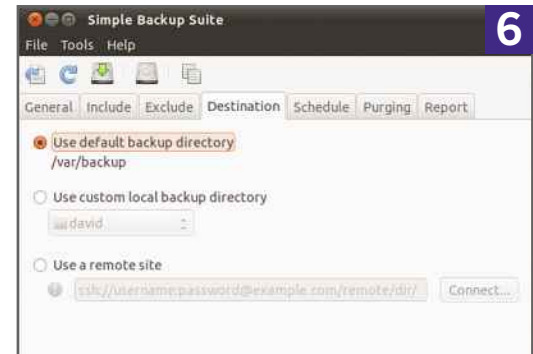 Simple Backup Suite
6
File Tools Help
General Include Exclude Destination Schedule Purging Report
Use default backup directory
/var/backup
Use custom local backup directory
david
Use a remote site
ssh://username:password@example.com/remote/dir/ Connect...